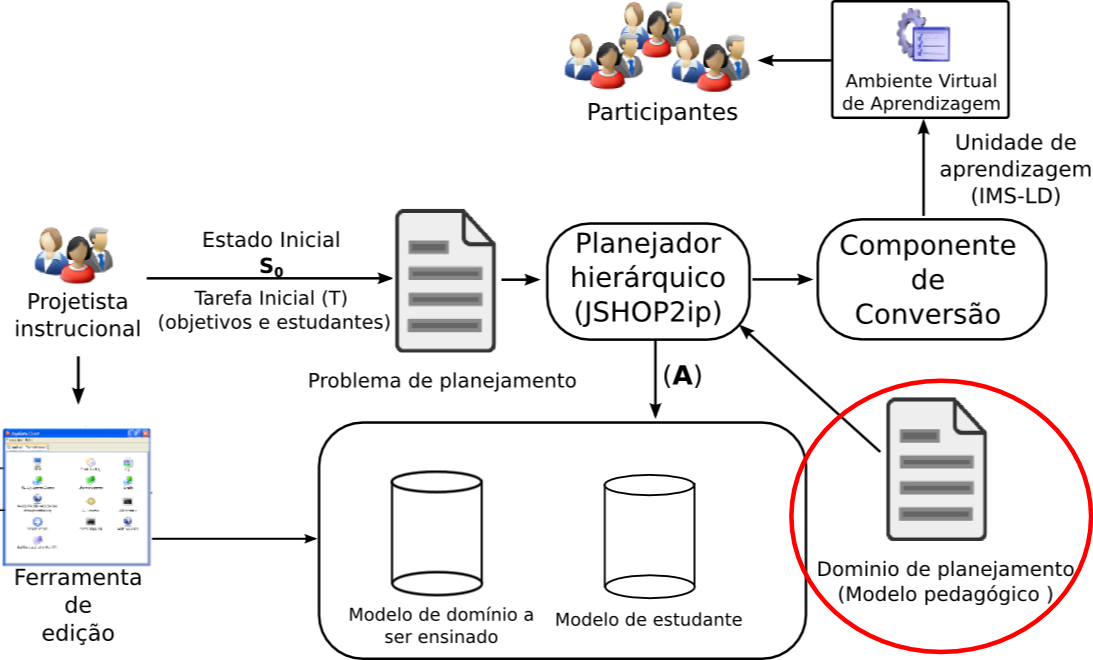 Participantes
Ambiente Virtual
de Aprendizagem
Unidade de
aprendizagem
(IMS-LD)
Projetista
instrucional
Estado Inicial
S₀
Tarefa Inicial (T)
(objetivos e estudantes)
Problema de planejamento
Planejador
hierárquico
(JSHOP2ip)
Componente
de
Conversão
(A)
Ferramenta
de
edição
Modelo de domínio a
ser ensinado
Modelo de estudante
Dominio de planejamento
(Modelo pedagógico )